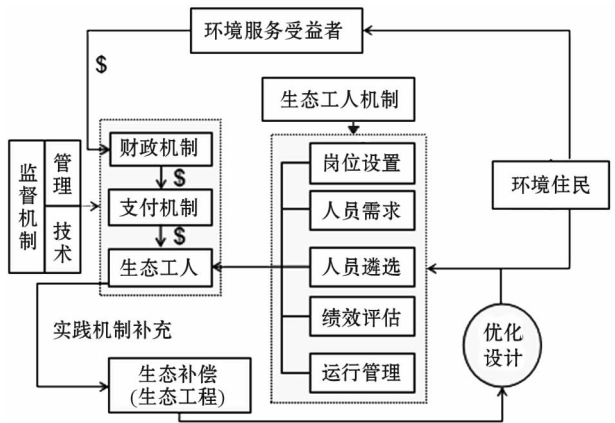 环境服务受益者
$
生态工人机制
监督机制
管理
技术
财政机制
$
支付机制
$
生态工人
岗位设置
人员需求
人员遴选
绩效评估
运行管理
环境住民
优化
设计
实践机制补充
生态补偿
(生态工程)